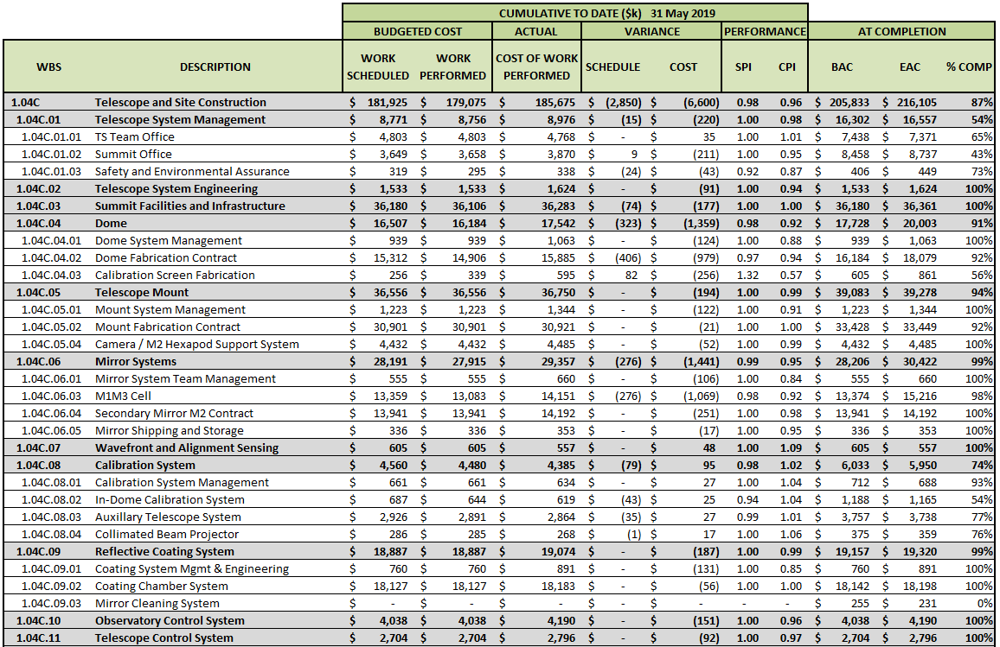 CUMULATIVE TO DATE ($k) 31 May 2019
BUDGETED COST ACTUAL VARIANCE PERFORMANCE AT COMPLETION
WBS DESCRIPTION WORK SCHEDULED WORK PERFORMED COST OF WORK PERFORMED SCHEDULE COST SPI CPI BAC EAC % COMP
1.04C Telescope and Site Construction $ 181,925 $ 179,075 $ 185,675 $ (2,850) $ (6,600) 0.98 0.96 $ 205,833 $ 216,105 87%
1.04C.01 Telescope System Management $ 8,771 $ 8,756 $ 8,976 $ (15) $ (220) 1.00 0.98 $ 16,302 $ 16,557 54%
1.04C.01.01 TS Team Office $ 4,803 $ 4,803 $ 4,768 $ - $ 35 1.00 1.01 $ 7,438 $ 7,371 65%
1.04C.01.02 Summit Office $ 3,649 $ 3,658 $ 3,870 $ 9 $ (211) 1.00 0.95 $ 8,458 $ 8,737 43%
1.04C.01.03 Safety and Environmental Assurance $ 319 $ 295 $ 338 $ (24) $ (43) 0.92 0.87 $ 406 $ 449 73%
1.04C.02 Telescope System Engineering $ 1,533 $ 1,533 $ 1,624 $ - $ (91) 1.00 0.94 $ 1,533 $ 1,624 100%
1.04C.03 Summit Facilities and Infrastructure $ 36,180 $ 36,106 $ 36,283 $ (74) $ (177) 1.00 1.00 $ 36,180 $ 36,361 100%
1.04C.04 Dome $ 16,507 $ 16,184 $ 17,542 $ (323) $ (1,359) 0.98 0.92 $ 17,728 $ 20,003 91%
1.04C.04.01 Dome System Management $ 939 $ 939 $ 1,063 $ - $ (124) 1.00 0.88 $ 939 $ 1,063 100%
1.04C.04.02 Dome Fabrication Contract $ 15,312 $ 14,906 $ 15,885 $ (406) $ (979) 0.97 0.94 $ 16,184 $ 18,079 92%
1.04C.04.03 Calibration Screen Fabrication $ 256 $ 339 $ 595 $ 82 $ (256) 1.32 0.57 $ 605 $ 861 56%
1.04C.05 Telescope Mount $ 36,556 $ 36,556 $ 36,750 $ - $ (194) 1.00 0.99 $ 39,083 $ 39,278 94%
1.04C.05.01 Mount System Management $ 1,223 $ 1,223 $ 1,344 $ - $ (122) 1.00 0.91 $ 1,223 $ 1,344 100%
1.04C.05.02 Mount Fabrication Contract $ 30,901 $ 30,901 $ 30,921 $ - $ (21) 1.00 1.00 $ 33,428 $ 33,449 92%
1.04C.05.04 Camera / M2 Hexapod Support System $ 4,432 $ 4,432 $ 4,485 $ - $ (52) 1.00 0.99 $ 4,432 $ 4,485 100%
1.04C.06 Mirror Systems $ 28,191 $ 27,915 $ 29,357 $ (276) $ (1,441) 0.99 0.95 $ 28,206 $ 30,422 99%
1.04C.06.01 Mirror System Team Management $ 555 $ 555 $ 660 $ - $ (106) 1.00 0.84 $ 555 $ 660 100%
1.04C.06.03 M1M3 Cell $ 13,359 $ 13,083 $ 14,151 $ (276) $ (1,069) 0.98 0.92 $ 13,374 $ 15,216 98%
1.04C.06.04 Secondary Mirror M2 Contract $ 13,941 $ 13,941 $ 14,192 $ - $ (251) 1.00 0.98 $ 13,941 $ 14,192 100%
1.04C.06.05 Mirror Shipping and Storage $ 336 $ 336 $ 353 $ - $ (17) 1.00 0.95 $ 336 $ 353 100%
1.04C.07 Wavefront and Alignment Sensing $ 605 $ 605 $ 557 $ - $ 48 1.00 1.09 $ 605 $ 557 100%
1.04C.08 Calibration System $ 4,560 $ 4,480 $ 4,385 $ (79) $ 95 0.98 1.02 $ 6,033 $ 5,950 74%
1.04C.08.01 Calibration System Management $ 661 $ 661 $ 634 $ - $ 27 1.00 1.04 $ 712 $ 688 93%
1.04C.08.02 In-Dome Calibration System $ 687 $ 644 $ 619 $ (43) $ 25 0.94 1.04 $ 1,188 $ 1,165 54%
1.04C.08.03 Auxillary Telescope System $ 2,926 $ 2,891 $ 2,864 $ (35) $ 27 0.99 1.01 $ 3,757 $ 3,738 77%
1.04C.08.04 Collimated Beam Projector $ 286 $ 285 $ 268 $ (1) $ 17 1.00 1.06 $ 375 $ 359 76%
1.04C.09 Reflective Coating System $ 18,887 $ 18,887 $ 19,074 $ - $ (187) 1.00 0.99 $ 19,157 $ 19,320 99%
1.04C.09.01 Coating System Mgmt & Engineering $ 760 $ 760 $ 891 $ - $ (131) 1.00 0.85 $ 760 $ 891 100%
1.04C.09.02 Coating Chamber System $ 18,127 $ 18,127 $ 18,183 $ - $ (56) 1.00 1.00 $ 18,142 $ 18,198 100%
1.04C.09.03 Mirror Cleaning System $ - $ - $ - $ - $ - - - $ 255 $ 231 0%
1.04C.10 Observatory Control System $ 4,038 $ 4,038 $ 4,190 $ - $ (151) 1.00 0.96 $ 4,038 $ 4,190 100%
1.04C.11 Telescope Control System $ 2,704 $ 2,704 $ 2,796 $ - $ (92) 1.00 0.97 $ 2,704 $ 2,796 100%